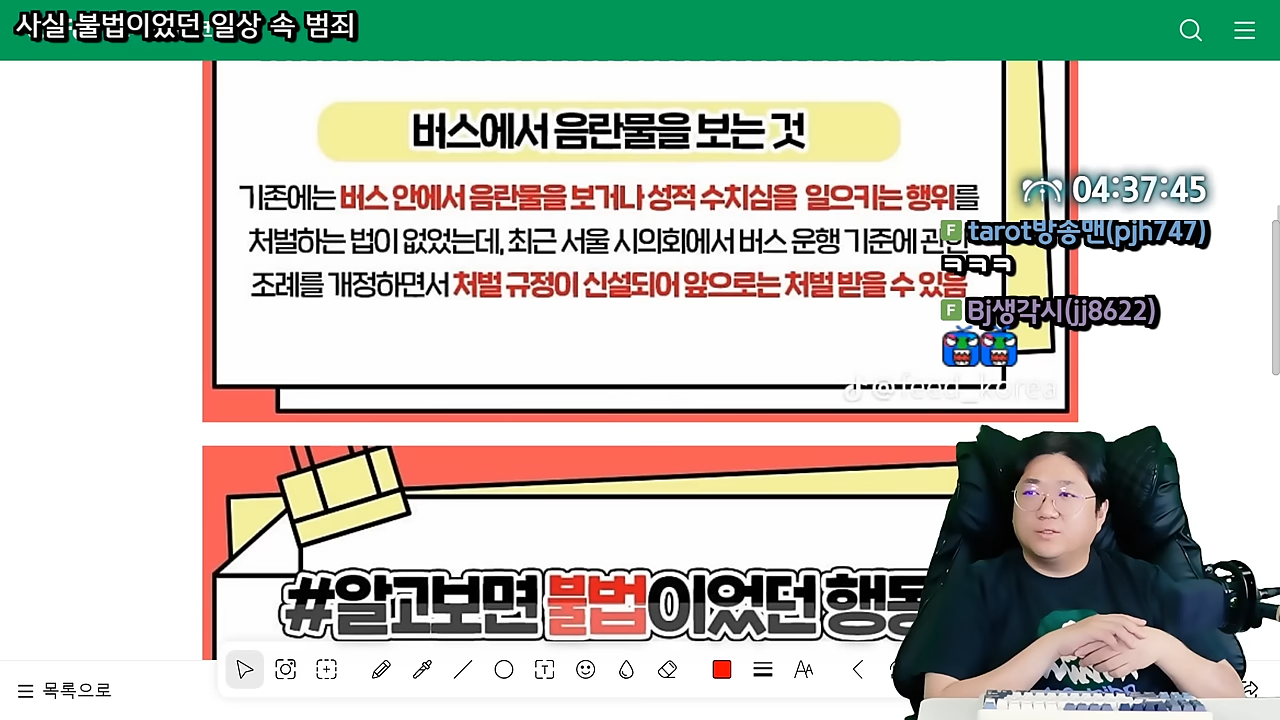 사실 불법이었던 일상 속 범죄
버스에서 음란물을 보는 것
기존에는 버스 안에서 음란물을 보거나 성적 수치심을 일으키는 행위를
처벌하는 법이 없었는데, 최근 서울 시의회에서 버스 운행 기준에 관한
조례를 개정하면서 처벌 규정이 신설되어 앞으로는 처벌 받을 수 있음
@feed_korea
04:37:45
F tarot방송맨(pjh747)
ㅋㅋㅋ
F Bj생각시(jj8622)
#알고보면 불법이었던 행동
목록으로